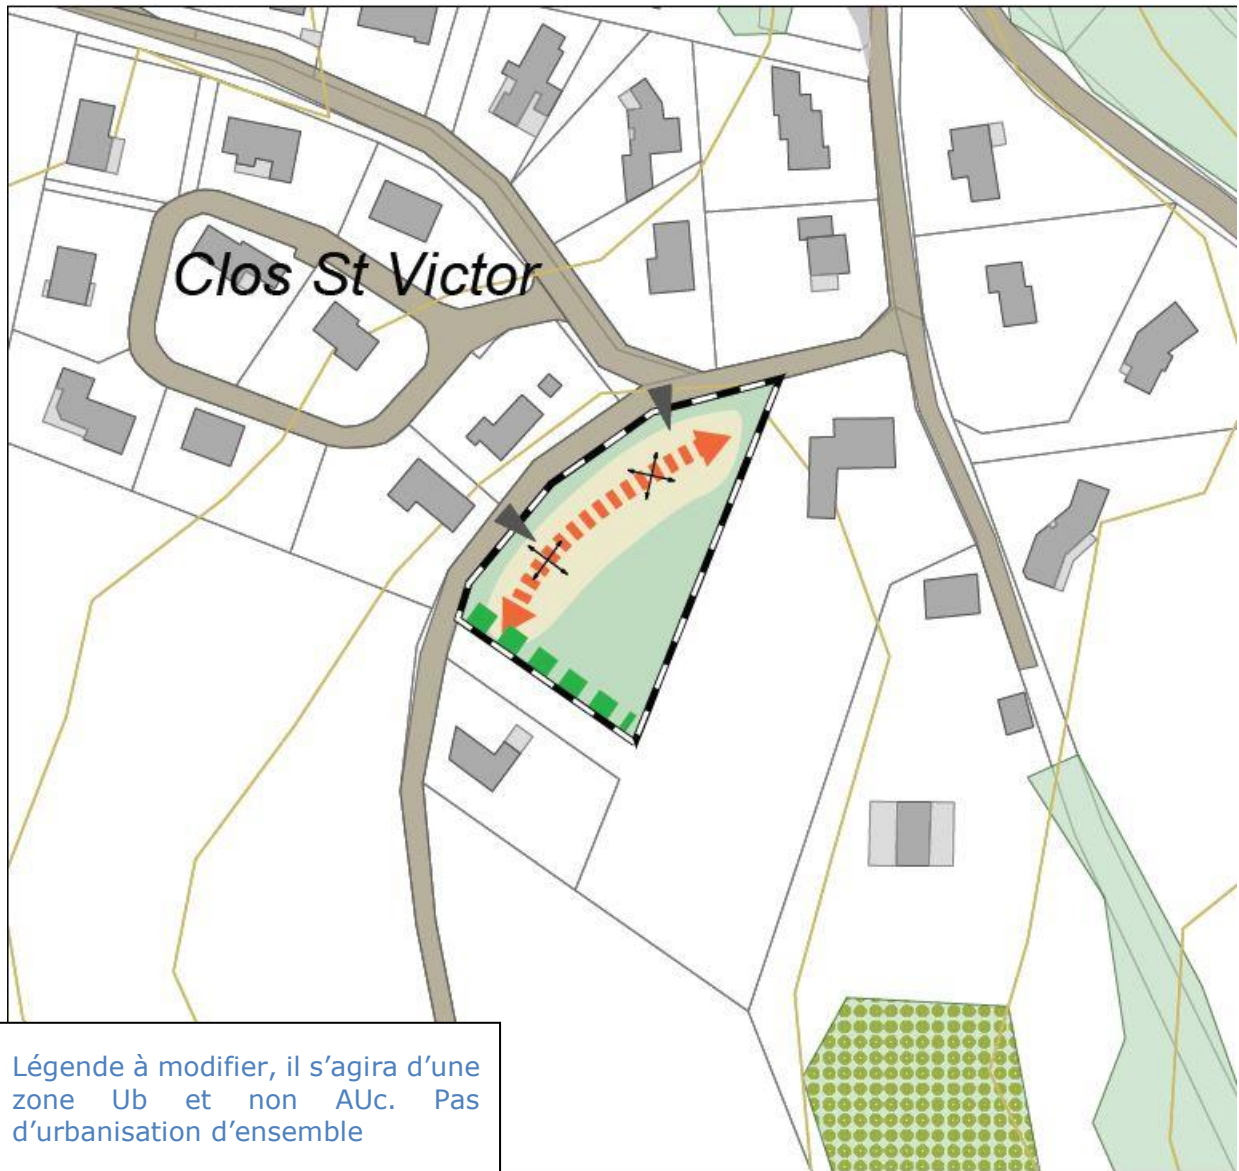 Clos St Victor
Légende à modifier, il s’agira d’une
zone Ub et non AUc. Pas
d’urbanisation d’ensemble